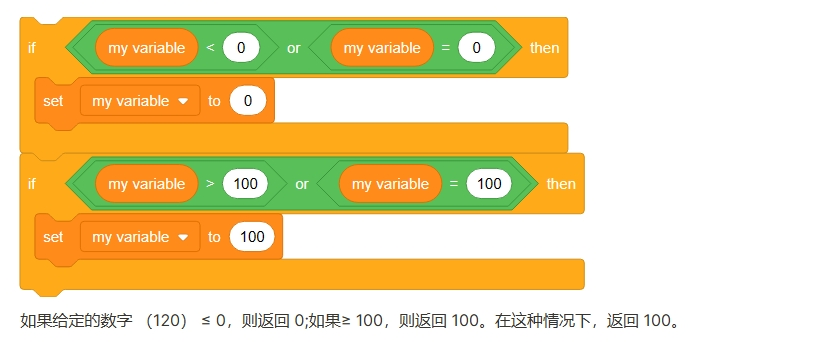 if my variable < 0 or my variable = 0 then
set my variable to 0
if my variable > 100 or my variable = 100 then
set my variable to 100
如果给定的数字 （120） ≤ 0，则返回 0;如果≥ 100，则返回 100。在这种情况下，返回 100。